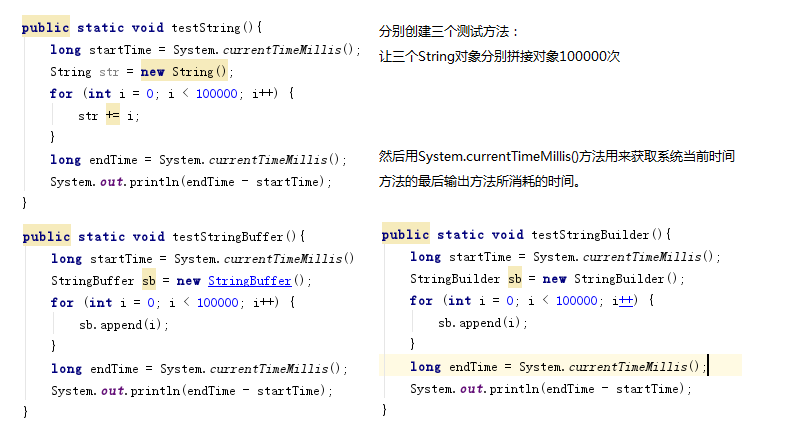 public static void testString(){
long startTime = System.currentTimeMillis();
String str = new String();
for (int i = 0; i < 100000; i++) {
str += i;
}
long endTime = System.currentTimeMillis();
System.out.println(endTime - startTime);
}
分别创建三个测试方法：
让三个String对象分别拼接对象100000次
然后用System.currentTimeMillis()方法用来获取系统当前时间
方法的最后输出方法所消耗的时间。
public static void testStringBuffer(){
long startTime = System.currentTimeMillis()
StringBuffer sb = new StringBuffer();
for (int i = 0; i < 100000; i++) {
sb.append(i);
}
long endTime = System.currentTimeMillis();
System.out.println(endTime - startTime);
}
public static void testStringBuilder(){
long startTime = System.currentTimeMillis();
StringBuilder sb = new StringBuilder();
for (int i = 0; i < 100000; i++) {
sb.append(i);
}
long endTime = System.currentTimeMillis();
System.out.println(endTime - startTime);
}